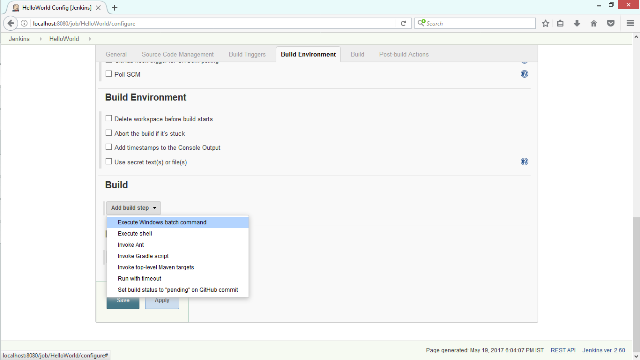 HelloWorld Config [Jenkins]
localhost:8080/job/HelloWorld/configure
Search
Jenkins
HelloWorld
General
Source Code Management
Build Triggers
Build Environment
Build
Post-build Actions
Poll SCM
Build Environment
Delete workspace before build starts
Abort the build if it's stuck
Add timestamps to the Console Output
Use secret text(s) or file(s)
Build
Add build step
Execute Windows batch command
Execute shell
Invoke Ant
Invoke Gradle script
Invoke top-level Maven targets
Run with timeout
Set build status to "pending" on GitHub commit
Save
Apply
Page generated: May 19, 2017 6:04:07 PM IST
REST API
Jenkins ver. 2.60
localhost:8080/job/HelloWorld/configure#